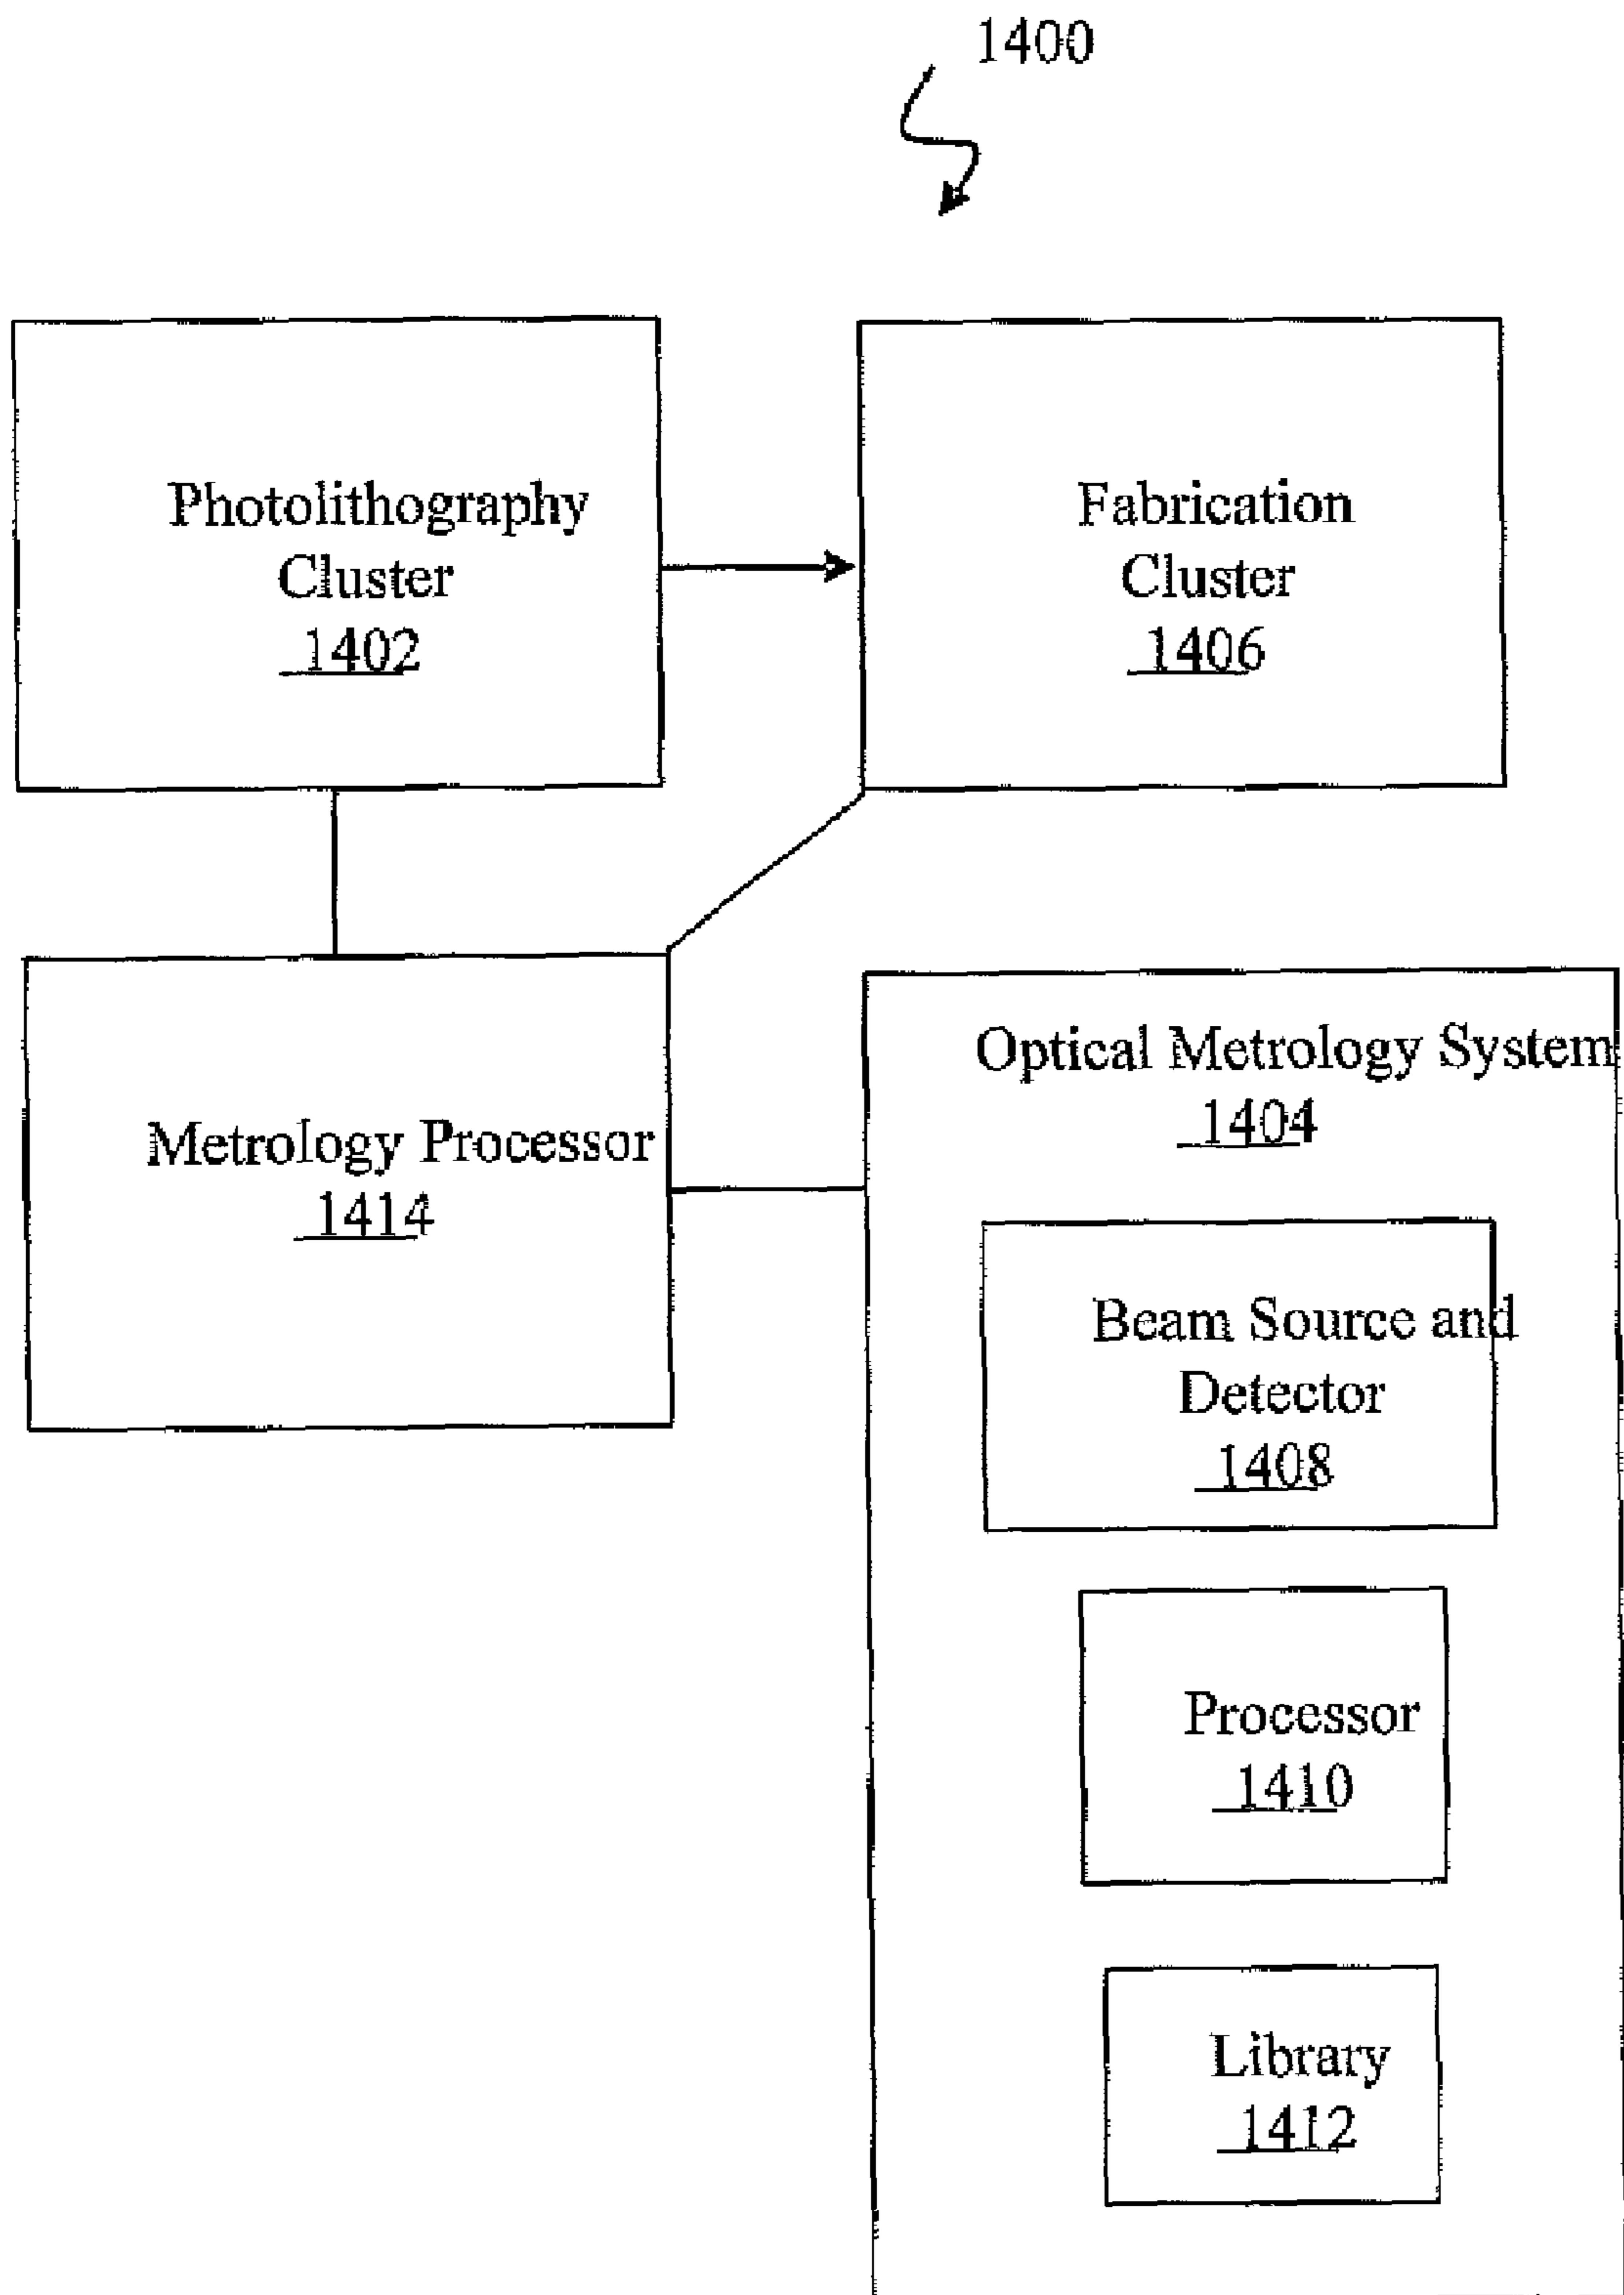 1400
Photolithography
Cluster
1402
Fabrication
Cluster
1406
Metrology Processor
1414
Optical Metrology System
1404
Beam Source and
Detector
1408
Processor
1410
Library
1412